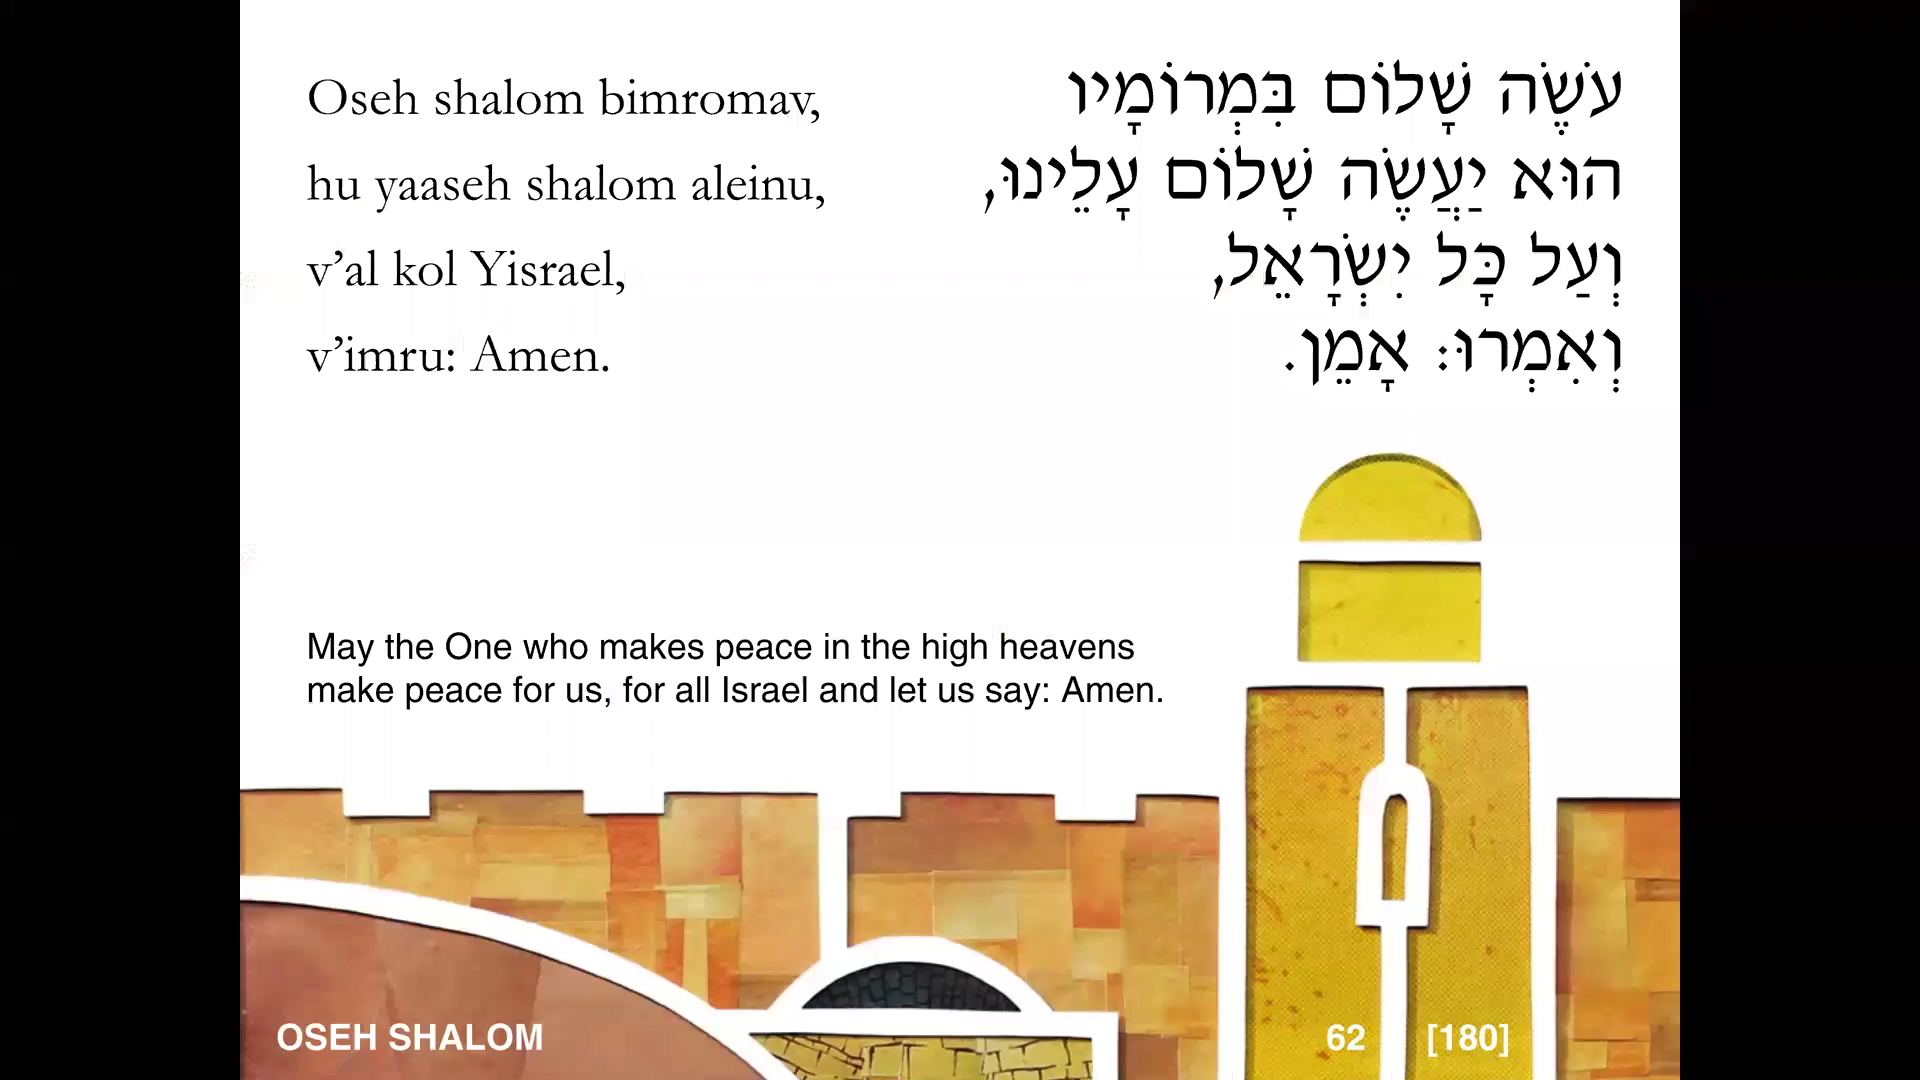 Oseh shalom bimromav,
hu yaaseh shalom aleinu,
v’al kol Yisrael,
v’imru: Amen.
עֹשֶׂה שָׁלוֹם בִּמְרוֹמָיו
הוּא יַעֲשֶׂה שָׁלוֹם עָלֵינוּ,
וְעַל כָּל יִשְׂרָאֵל,
וְאִמְרוּ: אָמֵן.
May the One who makes peace in the high heavens
make peace for us, for all Israel and let us say: Amen.
OSEH SHALOM
62 [180]